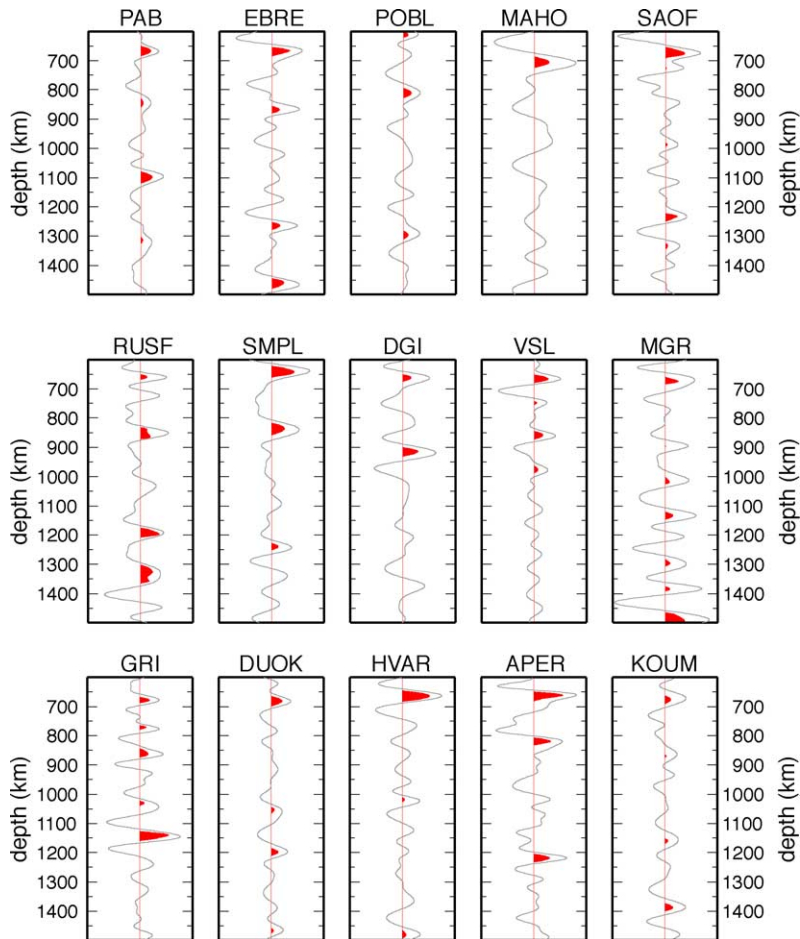 PAB EBRE POBL MAHO SAOF
depth (km)
700 700
800 800
900 900
1000 1000
1100 1100
1200 1200
1300 1300
1400 1400
depth (km)
RUSF SMPL DGI VSL MGR
depth (km)
700 700
800 800
900 900
1000 1000
1100 1100
1200 1200
1300 1300
1400 1400
depth (km)
GRI DUOK HVAR APER KOUM
depth (km)
700 700
800 800
900 900
1000 1000
1100 1100
1200 1200
1300 1300
1400 1400
depth (km)